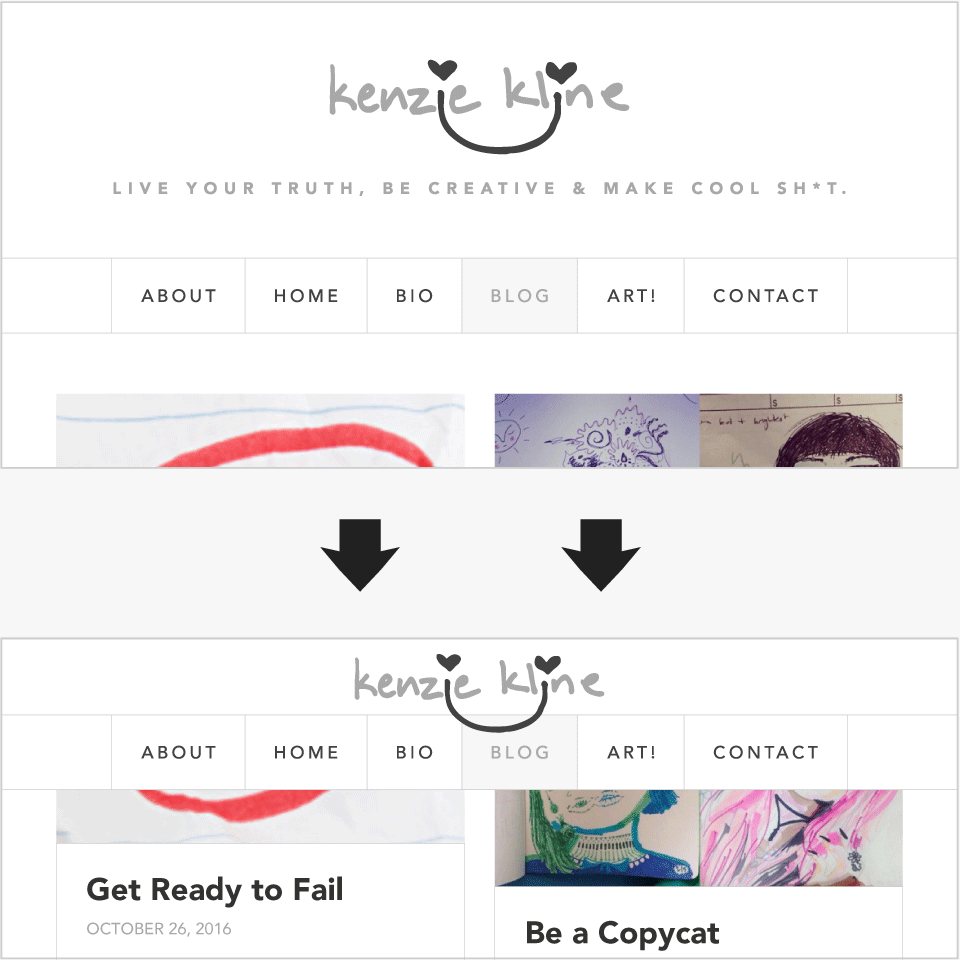 kenzie kline
LIVE YOUR TRUTH, BE CREATIVE & MAKE COOL SH*T.
ABOUT HOME BIO BLOG ART! CONTACT
S S S
kenzie kline
ABOUT HOME BIO BLOG ART! CONTACT
Get Ready to Fail
OCTOBER 26, 2016
Be a Copycat